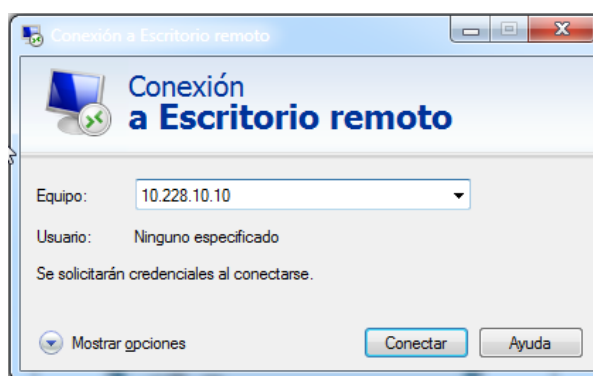 Conexión a Escritorio remoto
Conexión
a Escritorio remoto
Equipo: 10.228.10.10
Usuario: Ninguno especificado
Se solicitarán credenciales al conectarse.
Mostrar opciones Conectar Ayuda